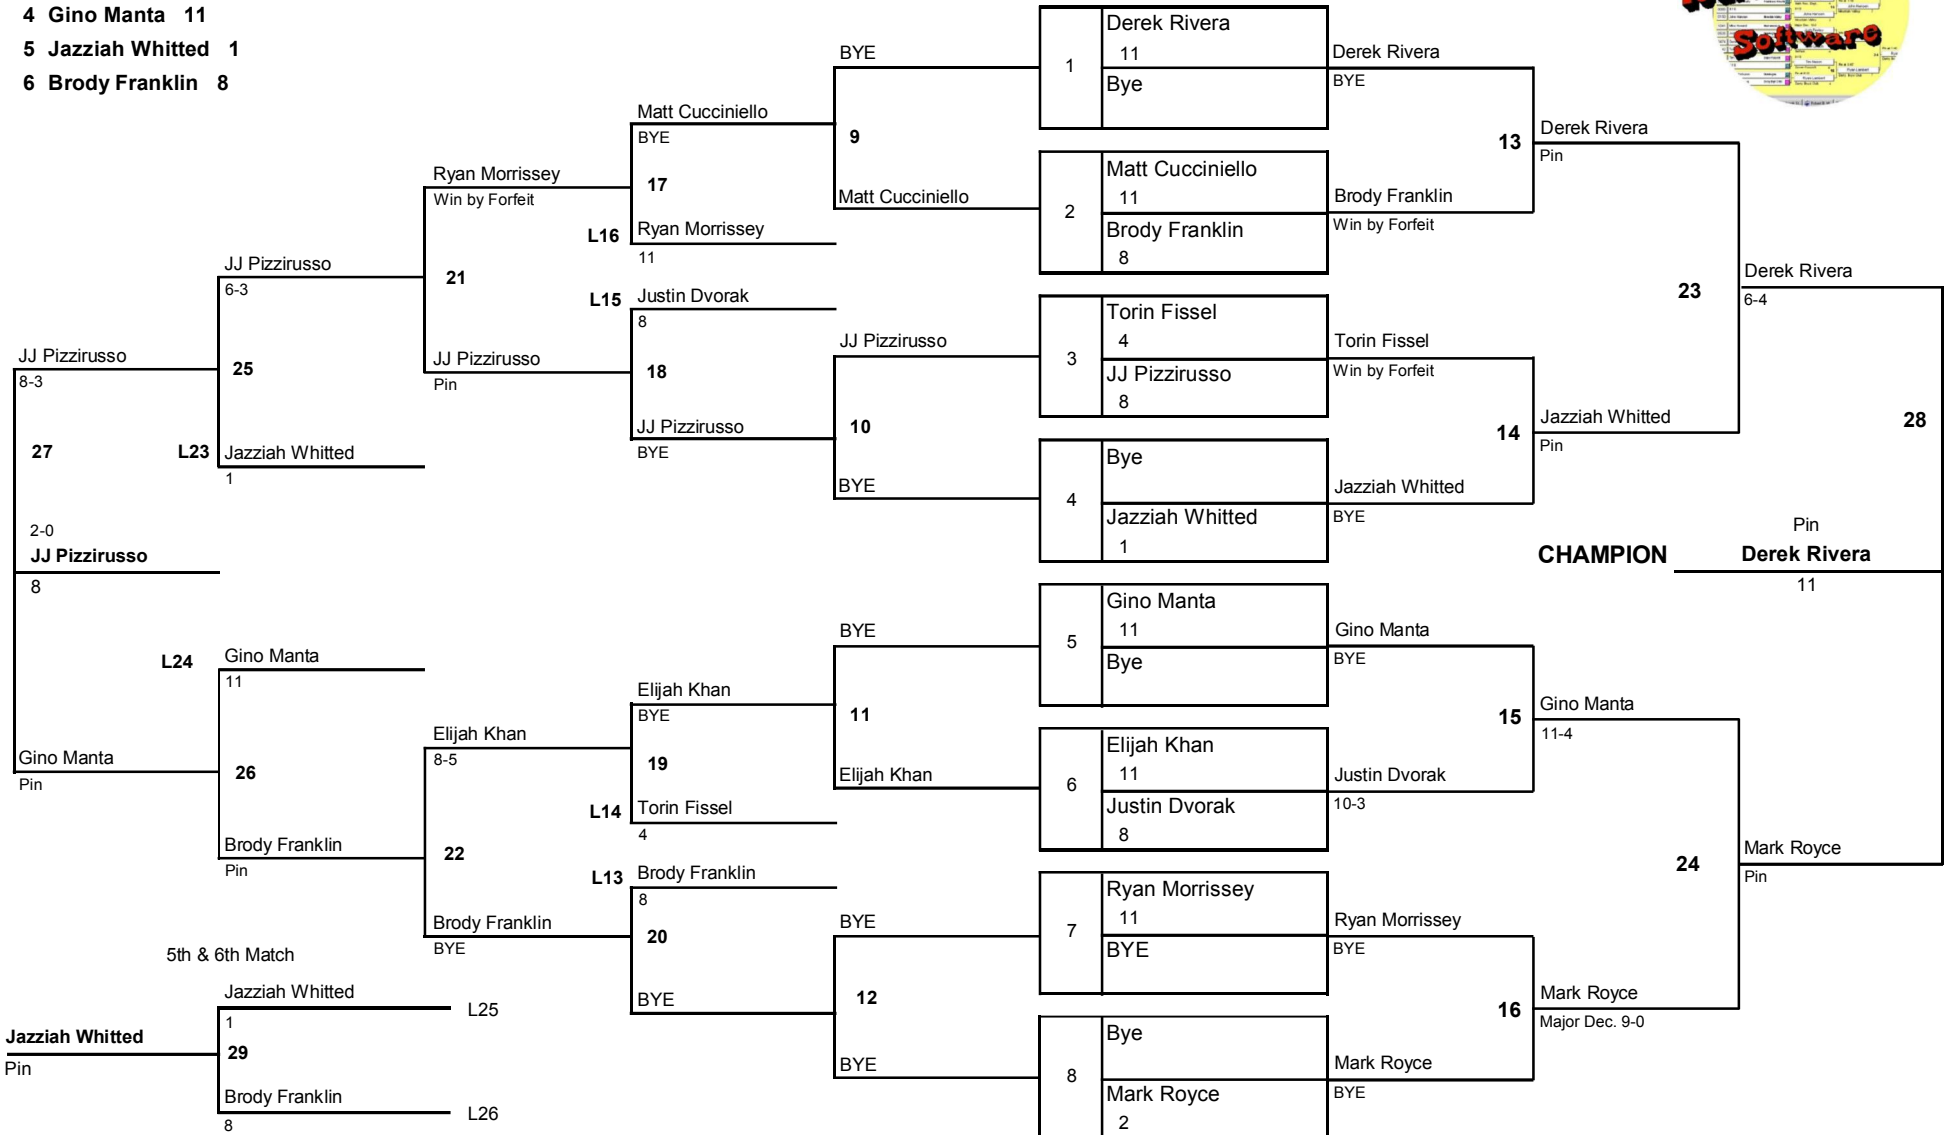 4 Gino Manta 11
5 Jazziah Whitted 1
6 Brody Franklin 8
Software
JJ Pizzirusso
8-3
27
2-0
JJ Pizzirusso
8
Gino Manta
Pin
5th & 6th Match
Jazziah Whitted
Pin
JJ Pizzirusso
6-3
25
L23
Jazziah Whitted
1
L24
Gino Manta
11
26
Brody Franklin
Pin
Jazziah Whitted
L25
1
29
Brody Franklin
L26
8
Ryan Morrissey
Win by Forfeit
21
JJ Pizzirusso
Pin
Elijah Khan
8-5
22
Brody Franklin
BYE
Matt Cucciniello
BYE
17
L16
Ryan Morrissey
11
L15
Justin Dvorak
8
18
JJ Pizzirusso
BYE
Elijah Khan
BYE
19
L14
Torin Fissel
4
L13
Brody Franklin
8
20
BYE
BYE
9
Matt Cucciniello
JJ Pizzirusso
10
BYE
BYE
11
Elijah Khan
BYE
12
BYE
1
Derek Rivera
11
Bye
2
Matt Cucciniello
11
Brody Franklin
8
3
Torin Fissel
4
JJ Pizzirusso
8
4
Bye
Jazziah Whitted
1
5
Gino Manta
11
Bye
6
Elijah Khan
11
Justin Dvorak
8
7
Ryan Morrissey
11
BYE
8
Bye
Mark Royce
2
Derek Rivera
BYE
13
Brody Franklin
Win by Forfeit
Torin Fissel
Win by Forfeit
14
Jazziah Whitted
BYE
Gino Manta
BYE
15
Justin Dvorak
10-3
Ryan Morrissey
BYE
16
Mark Royce
BYE
Derek Rivera
Pin
23
Jazziah Whitted
Pin
Gino Manta
11-4
24
Mark Royce
Major Dec. 9-0
Derek Rivera
6-4
28
Pin
CHAMPION
Derek Rivera
11
Mark Royce
Pin